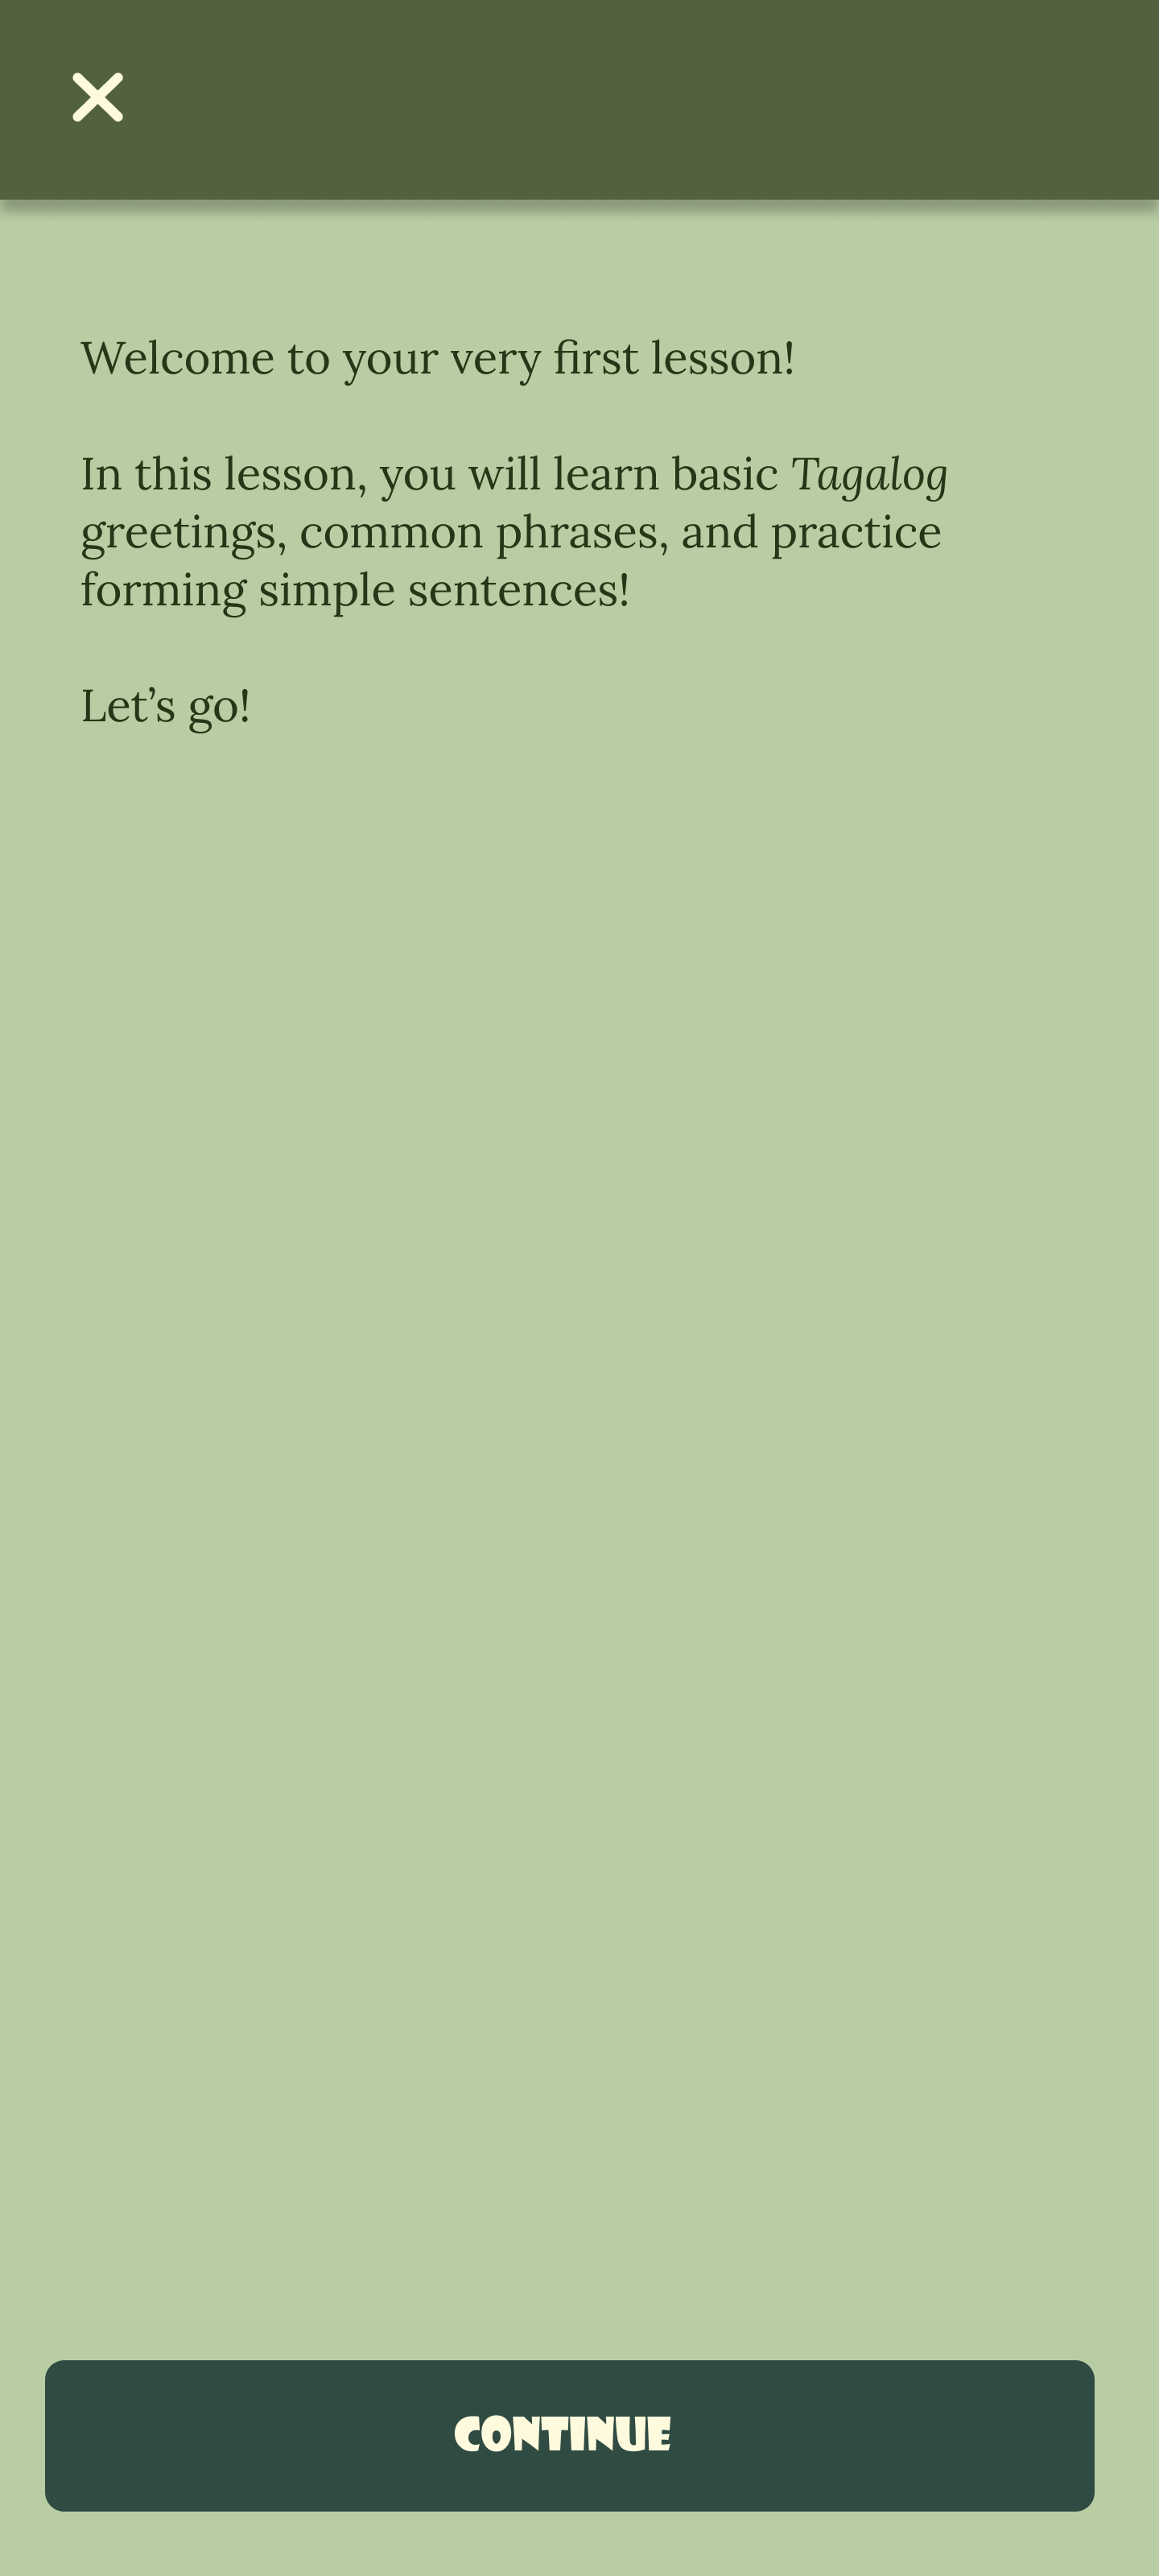 Welcome to your very first lesson!
In this lesson, you will learn basic Tagalog
greetings, common phrases, and practice
forming simple sentences!
Let’s go!
CONTINUE